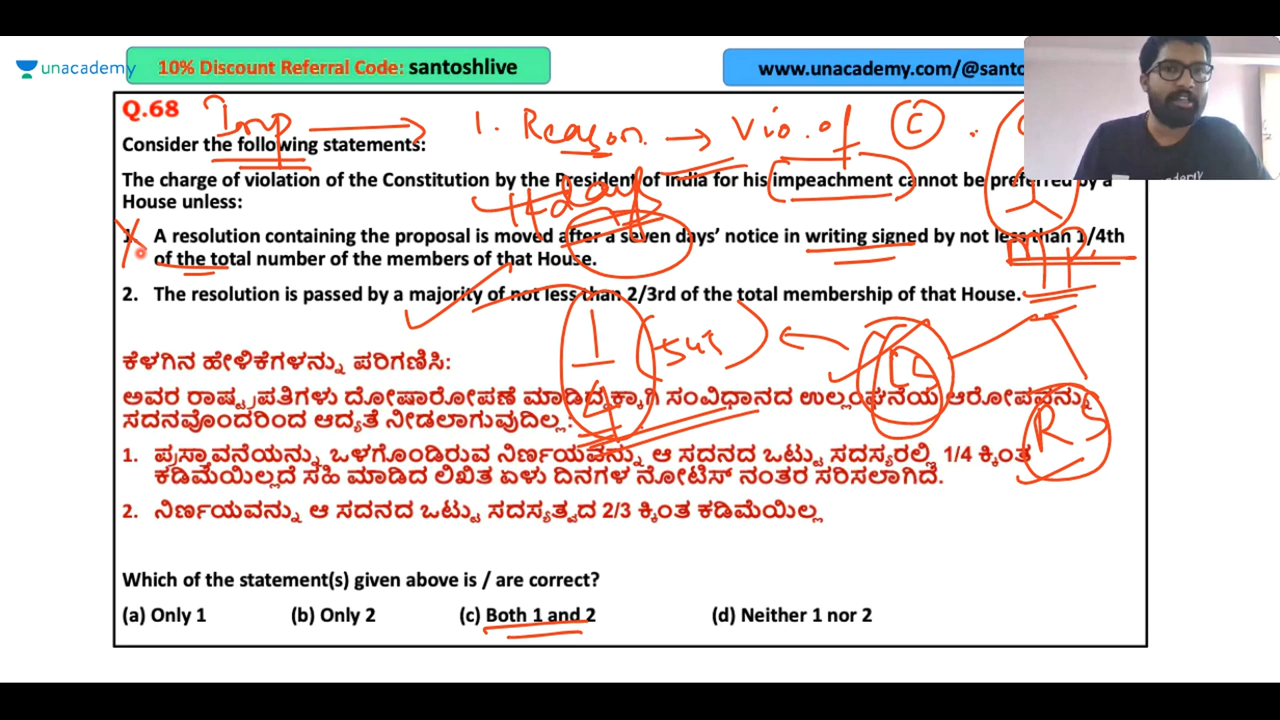 unacademy
10% Discount Referral Code: santoshlive
www.unacademy.com/@santo
Q.68
Imp → 1. Reason → Vio. of C.
Consider the following statements:
The charge of violation of the Constitution by the President of India for his impeachment cannot be preferred by a
House unless:
14 days
1. A resolution containing the proposal is moved after a seven days' notice in writing signed by not less than 1/4th
of the total number of the members of that House.
MP
2. The resolution is passed by a majority of not less than 2/3rd of the total membership of that House.
1/4 (545) ← LS
RS
ಕೆಳಗಿನ ಹೇಳಿಕೆಗಳನ್ನು ಪರಿಗಣಿಸಿ:
ಅವರ ರಾಷ್ಟ್ರಪತಿಗಳು ದೋಷಾರೋಪಣೆ ಮಾಡಿದ್ದಕ್ಕಾಗಿ ಸಂವಿಧಾನದ ಉಲ್ಲಂಘನೆಯ ಆರೋಪವನ್ನು
ಸದನವೊಂದರಿಂದ ಆದ್ಯತೆ ನೀಡಲಾಗುವುದಿಲ್ಲ:
1. ಪ್ರಸ್ತಾವನೆಯನ್ನು ಒಳಗೊಂಡಿರುವ ನಿರ್ಣಯವನ್ನು ಆ ಸದನದ ಒಟ್ಟು ಸದಸ್ಯರಲ್ಲಿ 1/4 ಕ್ಕಿಂತ
ಕಡಿಮೆಯಿಲ್ಲದೆ ಸಹಿ ಮಾಡಿದ ಲಿಖಿತ ಏಳು ದಿನಗಳ ನೋಟಿಸ್ ನಂತರ ಸರಿಸಲಾಗಿದೆ.
2. ನಿರ್ಣಯವನ್ನು ಆ ಸದನದ ಒಟ್ಟು ಸದಸ್ಯತ್ವದ 2/3 ಕ್ಕಿಂತ ಕಡಿಮೆಯಿಲ್ಲ
Which of the statement(s) given above is / are correct?
(a) Only 1 (b) Only 2 (c) Both 1 and 2 (d) Neither 1 nor 2